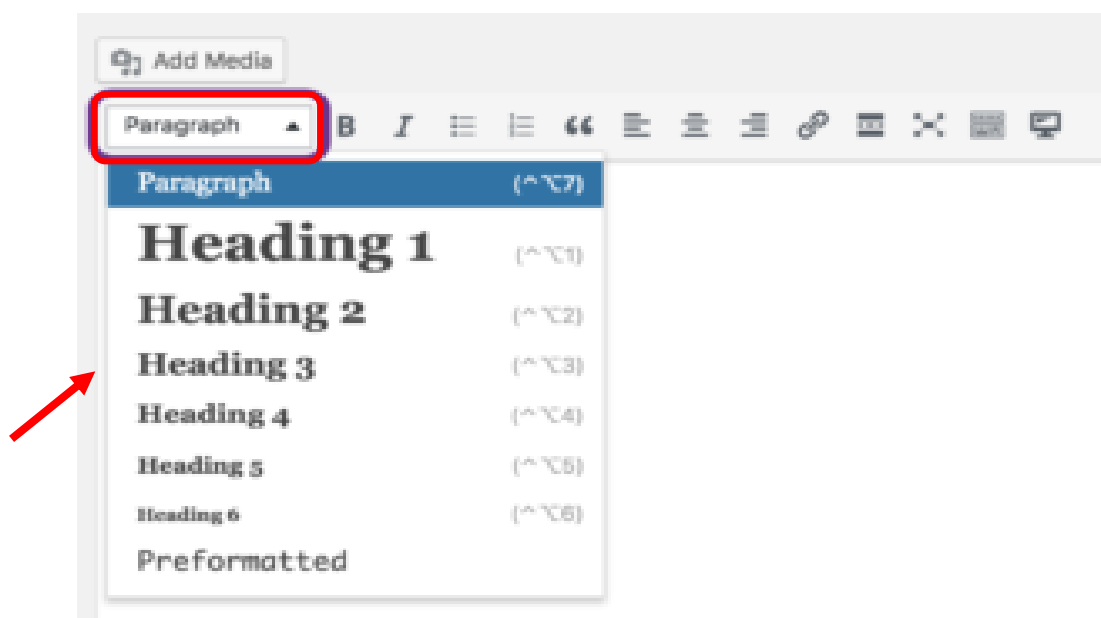 Add Media
Paragraph B I
Paragraph (^⌥7)
Heading 1 (^⌥1)
Heading 2 (^⌥2)
Heading 3 (^⌥3)
Heading 4 (^⌥4)
Heading 5 (^⌥5)
Heading 6 (^⌥6)
Preformatted